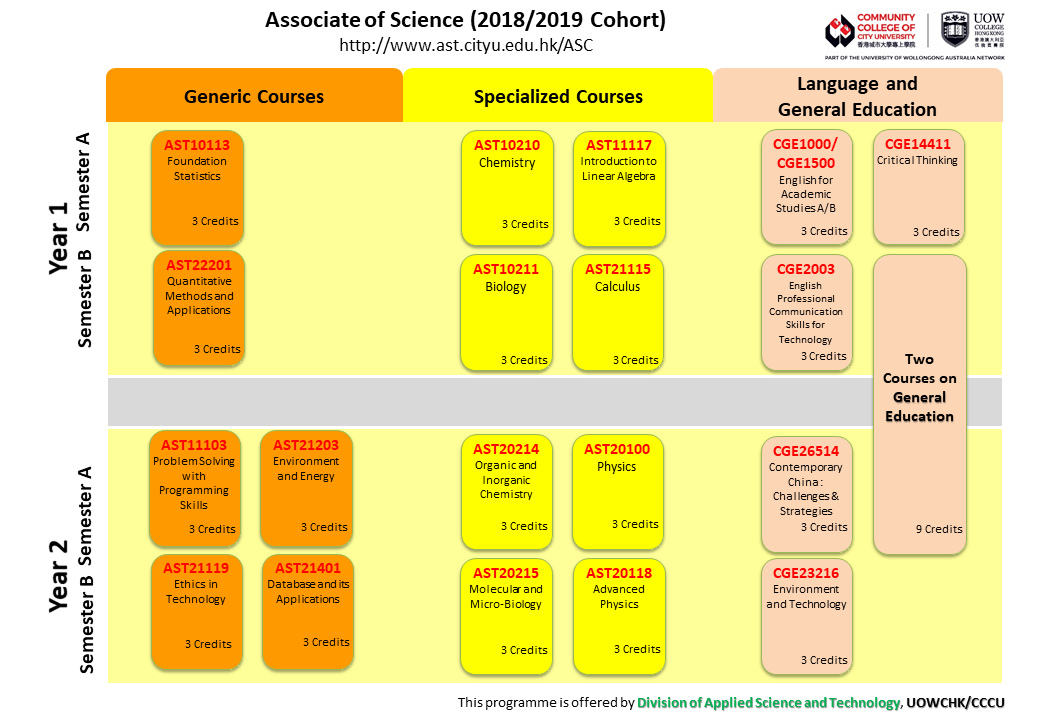 Associate of Science (2018/2019 Cohort)
http://www.ast.cityu.edu.hk/ASC
COMMUNITY
COLLEGE OF
CITY UNIVERSITY
香港城市大學專上學院
UOW
COLLEGE
HONG KONG
PART OF THE UNIVERSITY OF WOLLONGONG AUSTRALIA NETWORK
Generic Courses
Specialized Courses
Language and
General Education
Year 1
Semester A
AST10113
Foundation
Statistics
3 Credits
AST10210
Chemistry
3 Credits
AST11117
Introduction to
Linear Algebra
3 Credits
CGE1000/
CGE1500
English for
Academic
Studies A/B
3 Credits
CGE14411
Critical Thinking
3 Credits
Semester B
AST22201
Quantitative
Methods and
Applications
3 Credits
AST10211
Biology
3 Credits
AST21115
Calculus
3 Credits
CGE2003
English
Professional
Communication
Skills for
Technology
3 Credits
Two
Courses on
General
Education
9 Credits
Year 2
Semester A
AST11103
Problem Solving
with
Programming
Skills
3 Credits
AST21203
Environment
and Energy
3 Credits
AST20214
Organic and
Inorganic
Chemistry
3 Credits
AST20100
Physics
3 Credits
CGE26514
Contemporary
China :
Challenges &
Strategies
3 Credits
Semester B
AST21119
Ethics in
Technology
3 Credits
AST21401
Database and its
Applications
3 Credits
AST20215
Molecular and
Micro-Biology
3 Credits
AST20118
Advanced
Physics
3 Credits
CGE23216
Environment
and Technology
3 Credits
This programme is offered by Division of Applied Science and Technology, UOWCHK/CCCU